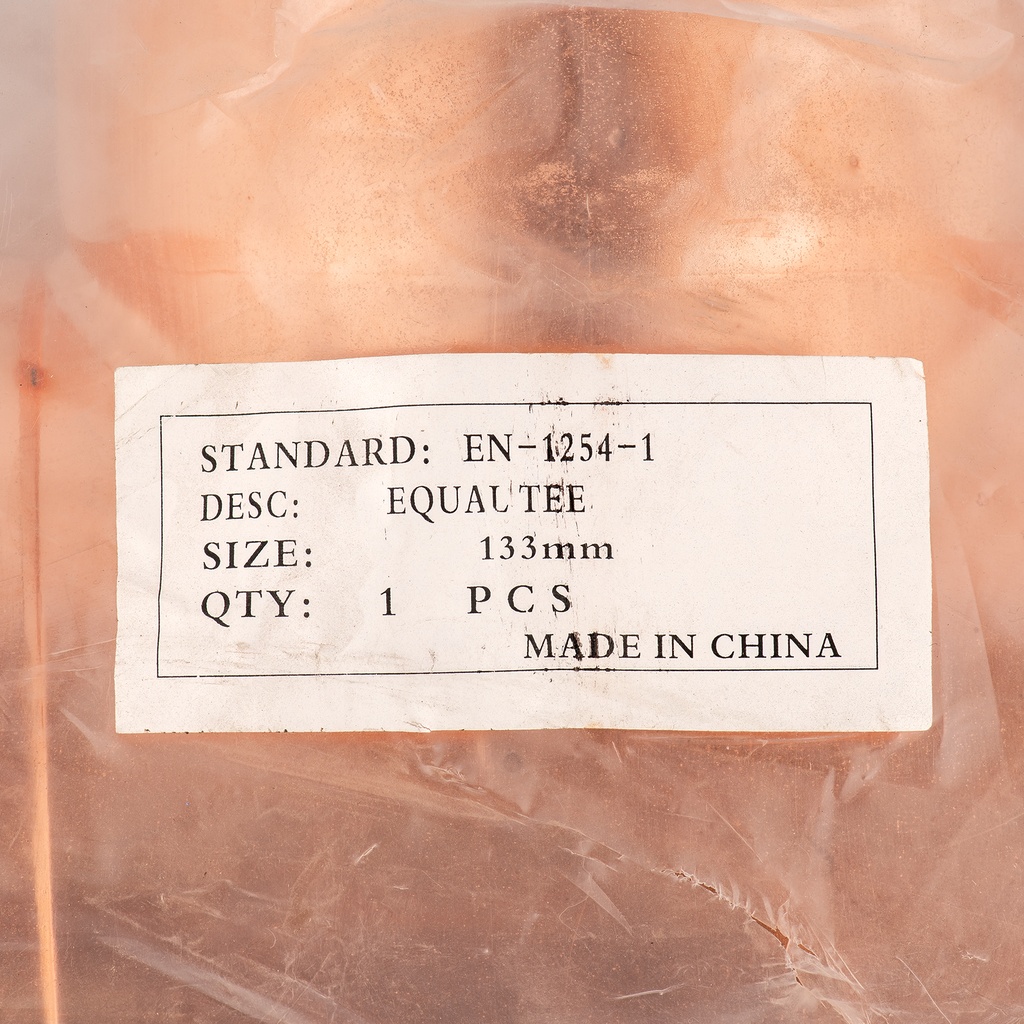 STANDARD: EN-1254-1
DESC: EQUAL TEE
SIZE: 133mm
QTY: 1 PCS
MADE IN CHINA